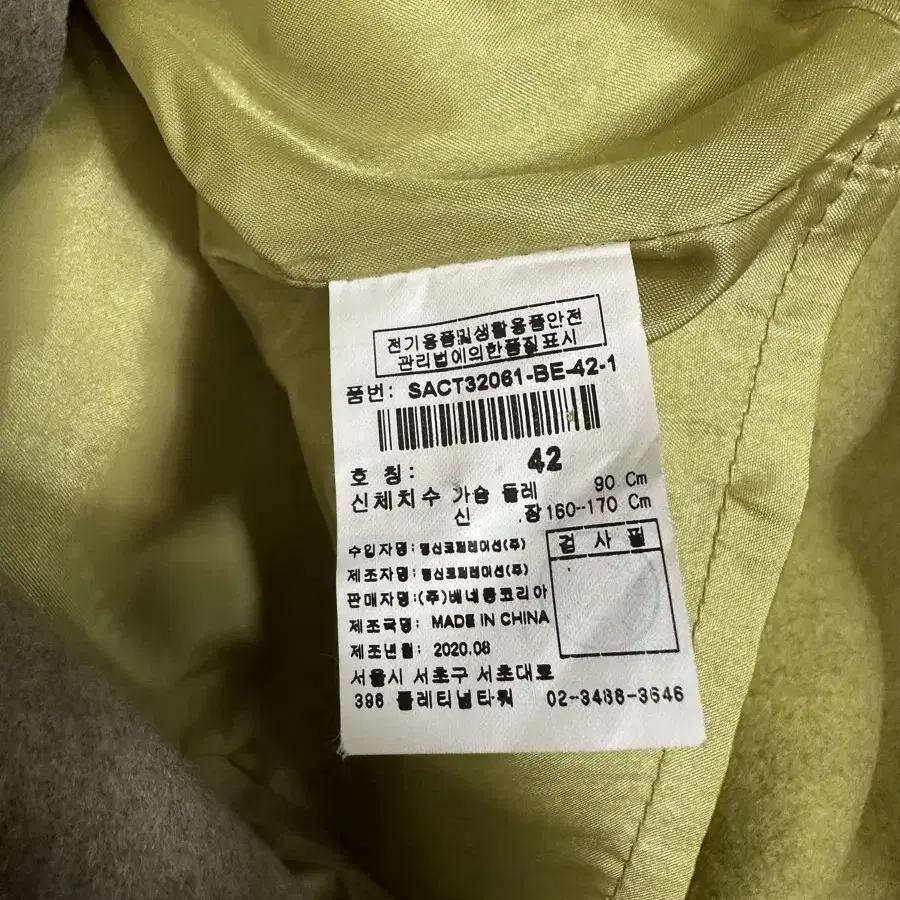 전기용품및생활용품안전
관리법에의한품질표시
품번: SACT32061-BE-42-1
호 칭: 42
신체치수 가슴 둘레 90 Cm
신 장 160--170 Cm
검 사 필
수입자명: 명신코퍼레이션(주)
제조자명: 명신코퍼레이션(주)
판매자명:(주)베네통코리아
제조국명: MADE IN CHINA
제조년월: 2020.08
서울시 서초구 서초대로
396 플레티넘타워 02-3488-3646